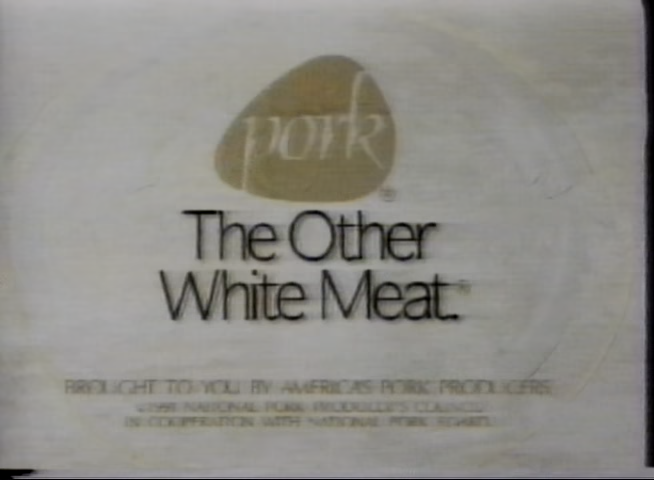 pork ®
The Other
White Meat.®
BROUGHT TO YOU BY AMERICA'S PORK PRODUCERS
NATIONAL PORK PRODUCERS COUNCIL
IN COOPERATION WITH NATIONAL PORK BOARD